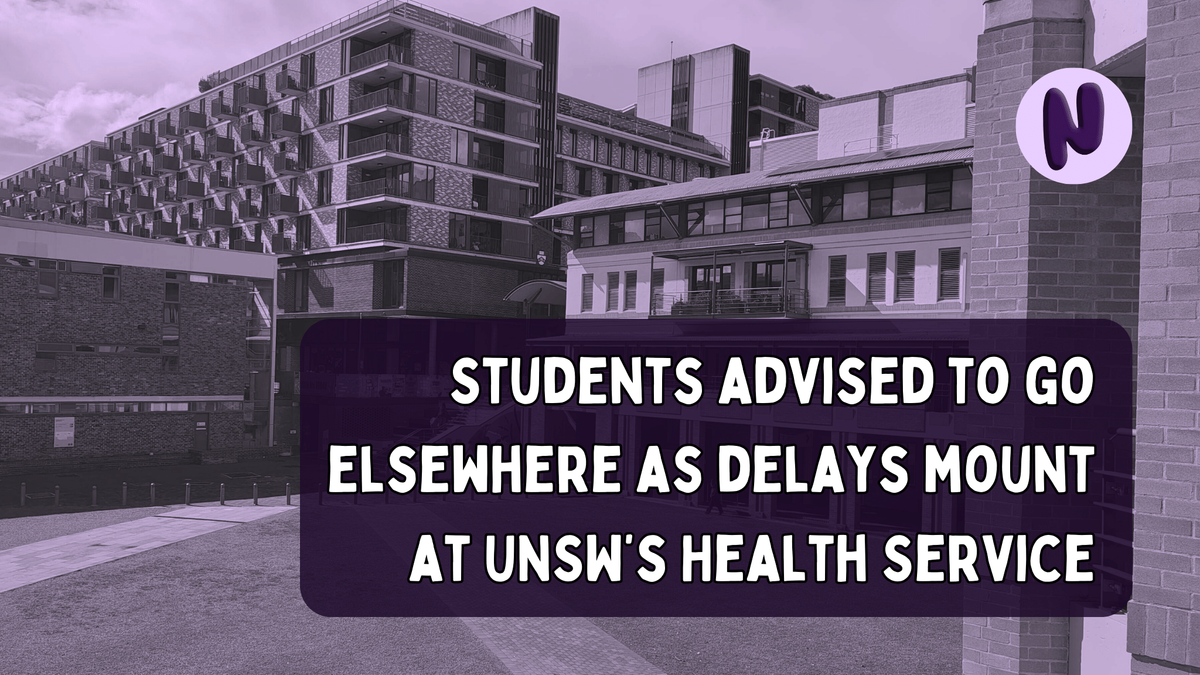 N
STUDENTS ADVISED TO GO
ELSEWHERE AS DELAYS MOUNT
AT UNSW'S HEALTH SERVICE